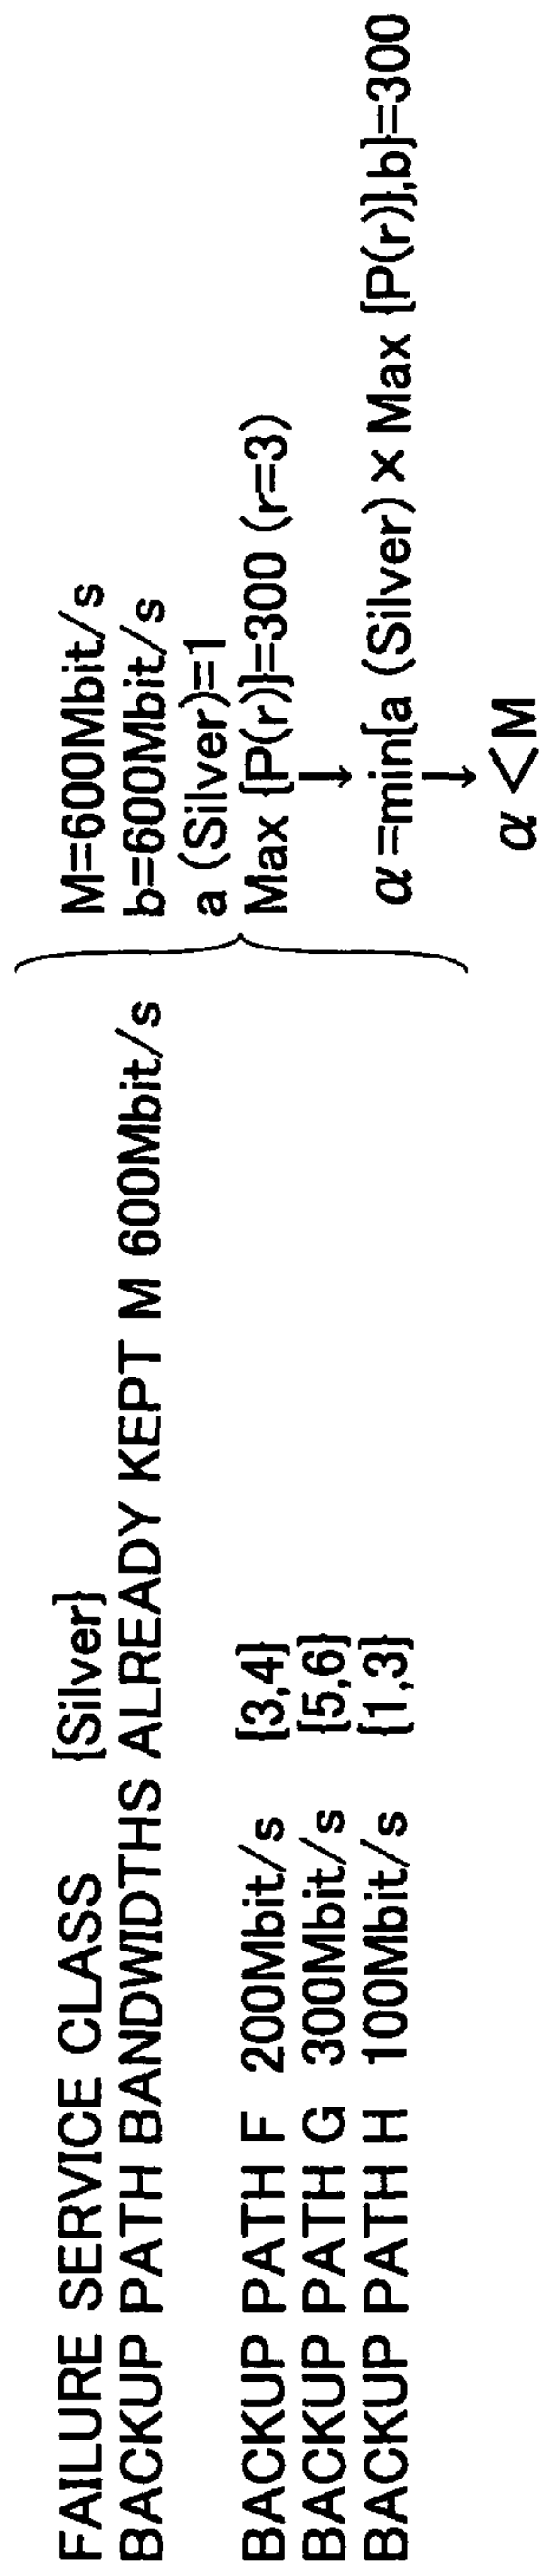 FAILURE SERVICE CLASS {Silver}
BACKUP PATH BANDWIDTHS ALREADY KEPT M 600Mbit/s
BACKUP PATH F 200Mbit/s {3,4}
BACKUP PATH G 300Mbit/s {5,6}
BACKUP PATH H 100Mbit/s {1,3}
M=600Mbit/s
b=600Mbit/s
a (Silver)=1
Max {P(r)}=300 (r=3)
↓
α=min{a (Silver) × Max {P(r)},b}=300
↓
α <M